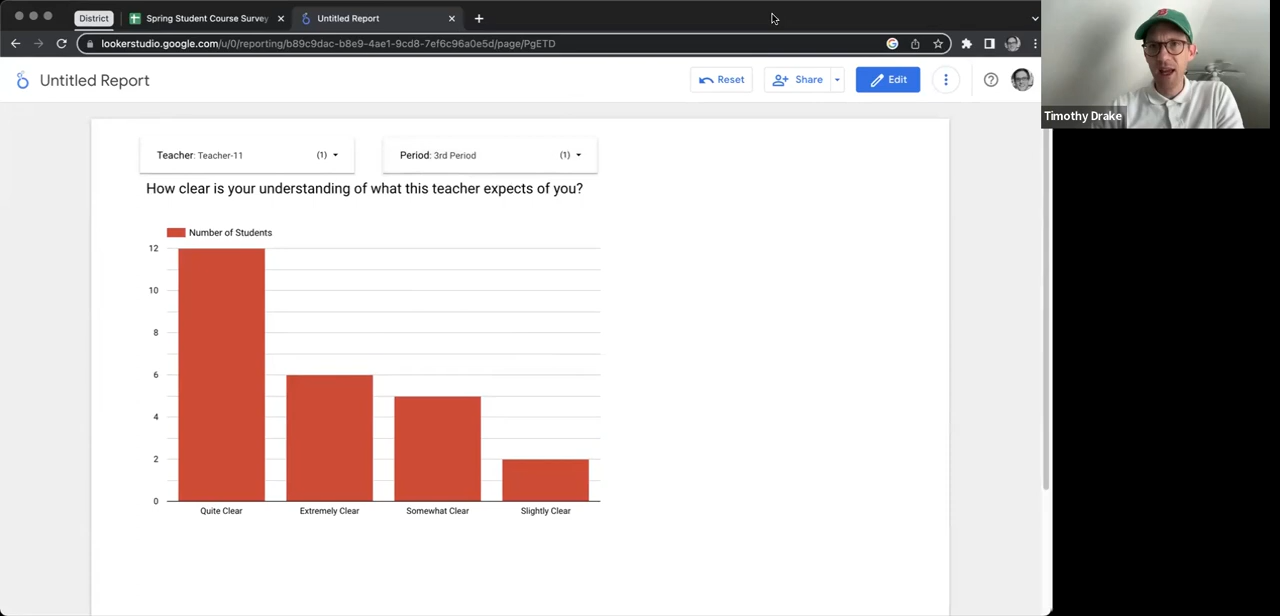 District
Spring Student Course Survey
Untitled Report
lookerstudio.google.com/u/0/reporting/b89c9dac-b8e9-4ae1-9cd8-7ef6c96a0e5d/page/PgETD
Untitled Report
Reset
Share
Edit
Timothy Drake
Teacher: Teacher-11 (1)
Period: 3rd Period (1)
How clear is your understanding of what this teacher expects of you?
Number of Students
12
10
8
6
4
2
0
Quite Clear
Extremely Clear
Somewhat Clear
Slightly Clear